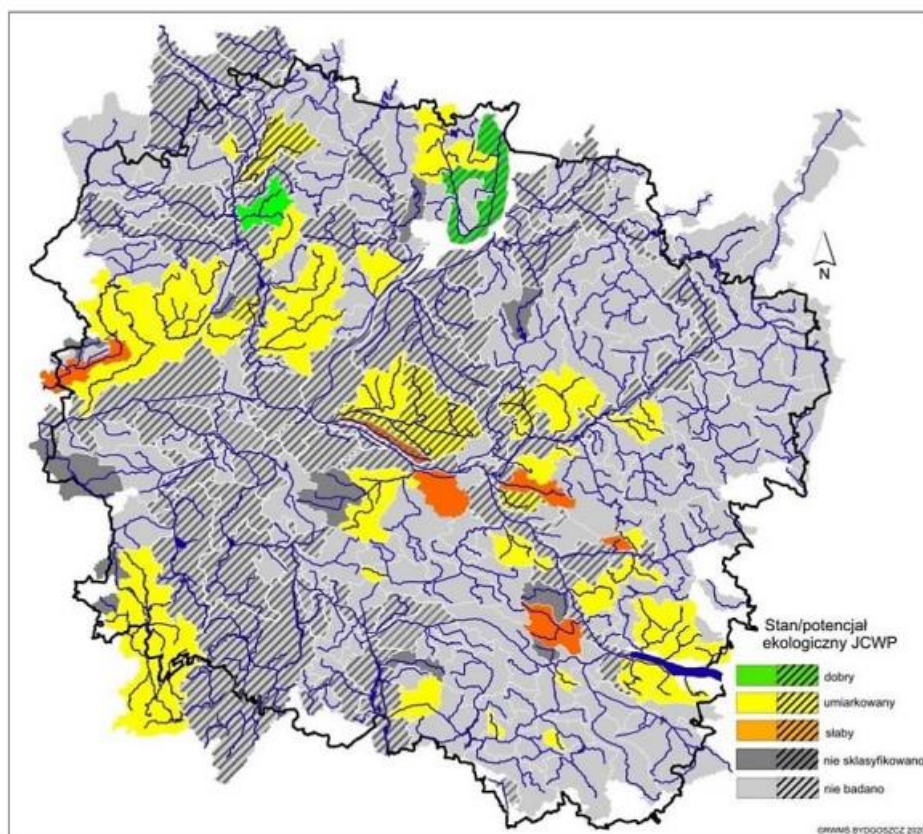 N
Stan/potencjał
ekologiczny JCWP
dobry
umiarkowany
słaby
nie sklasyfikowano
nie badano